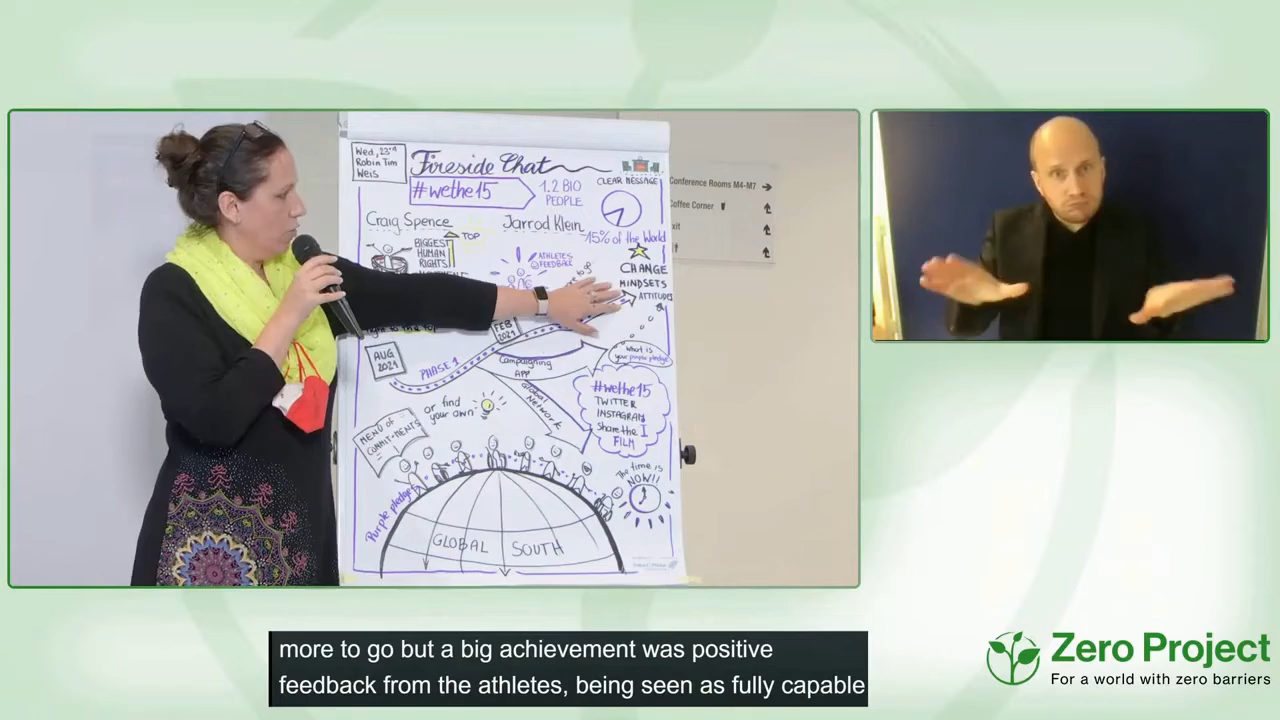 Wed, 23rd
Robin Tim
Weis
Fireside Chat
#wethe15
1.2 BIO
PEOPLE
CLEAR MESSAGE
Craig Spence
Jarrod Klein
15% of the World
TOP
BIGGEST
HUMAN
RIGHTS
ATHLETES
FEEDBACK
CHANGE
MINDSETS
ATTITUDES
AUG
2021
PHASE 1
FEB
2021
Campaigning
APP
Global
Network
What is
your purple pledge?
#wethe15
TWITTER
INSTAGRAM
Share the
FILM
MENU of
COMMIT-MENTS
or find
your own
The time is
NOW!!
Purple pledge!
GLOBAL SOUTH
Conference Rooms M4-M7
Coffee Corner
more to go but a big achievement was positive
feedback from the athletes, being seen as fully capable
Zero Project
For a world with zero barriers